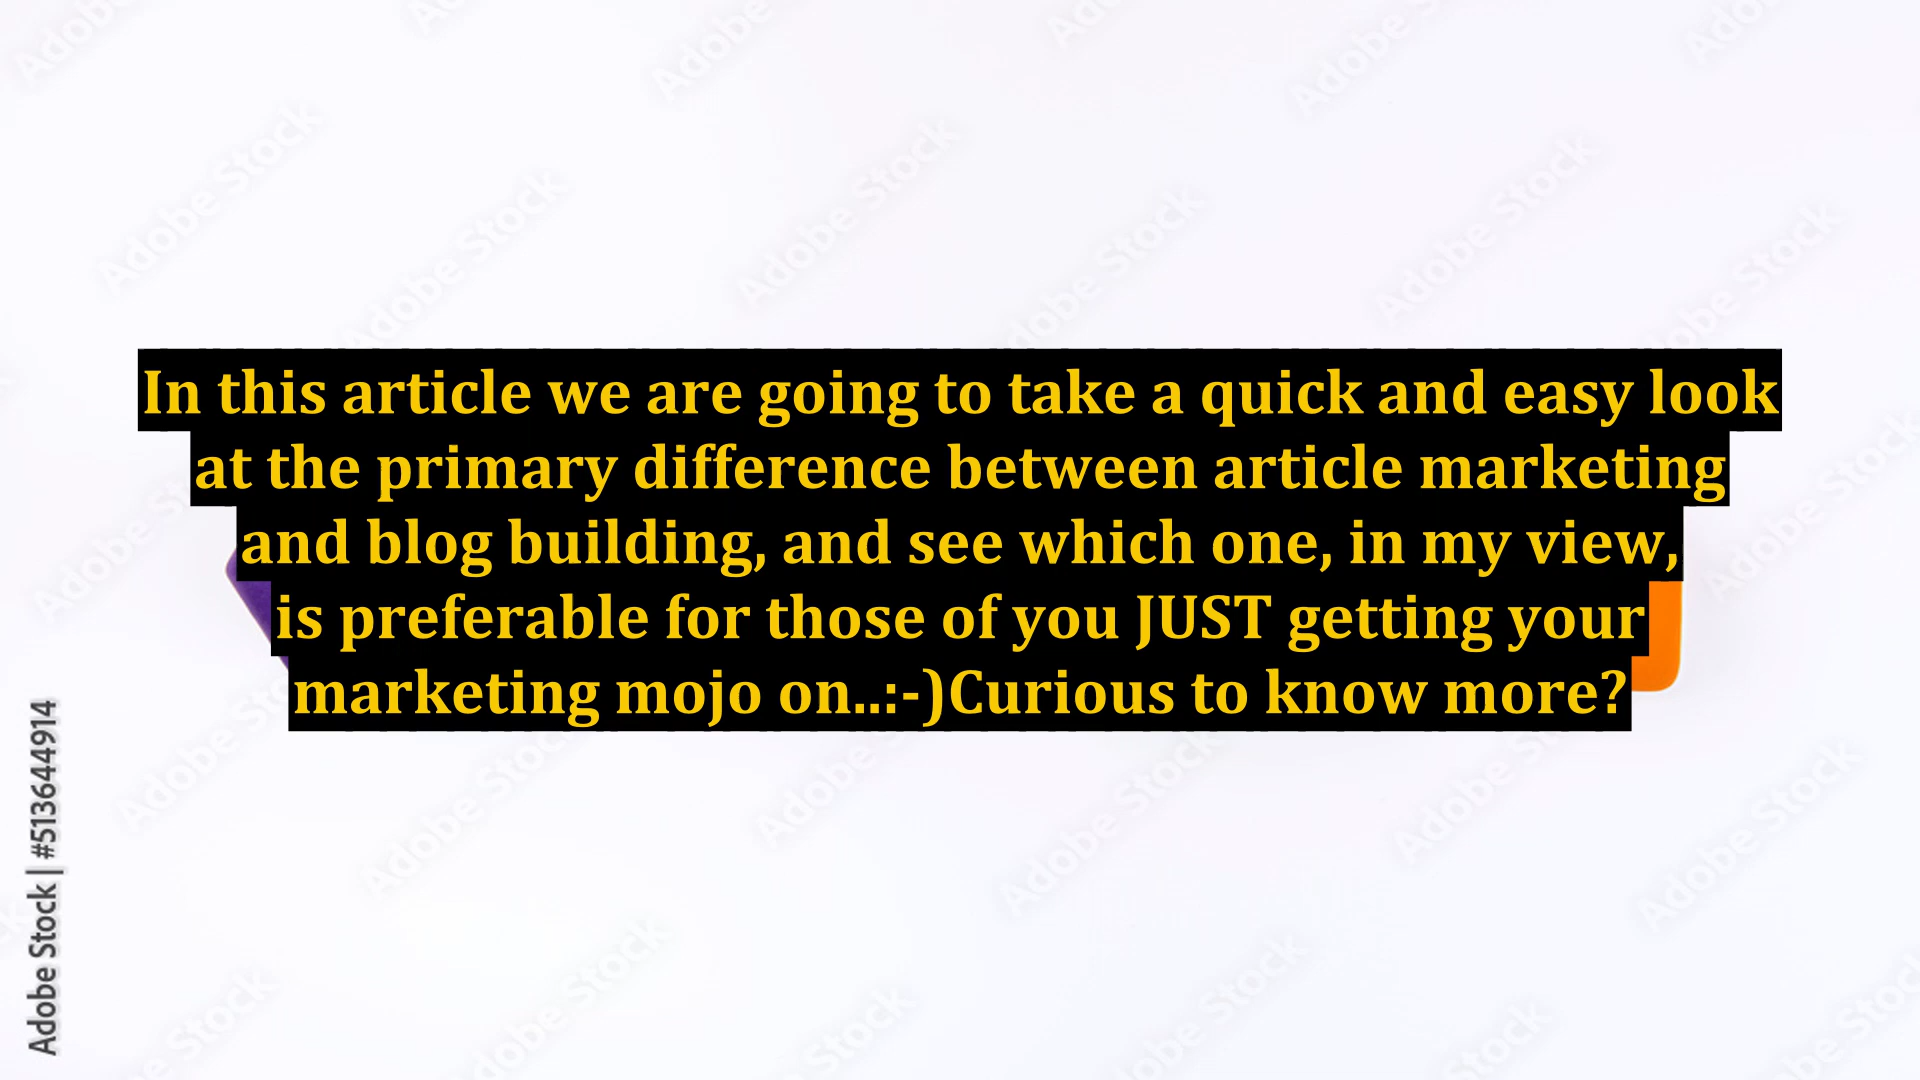 In this article we are going to take a quick and easy look
at the primary difference between article marketing
and blog building, and see which one, in my view,
is preferable for those of you JUST getting your
marketing mojo on..:-)Curious to know more?
Adobe Stock | #513644914